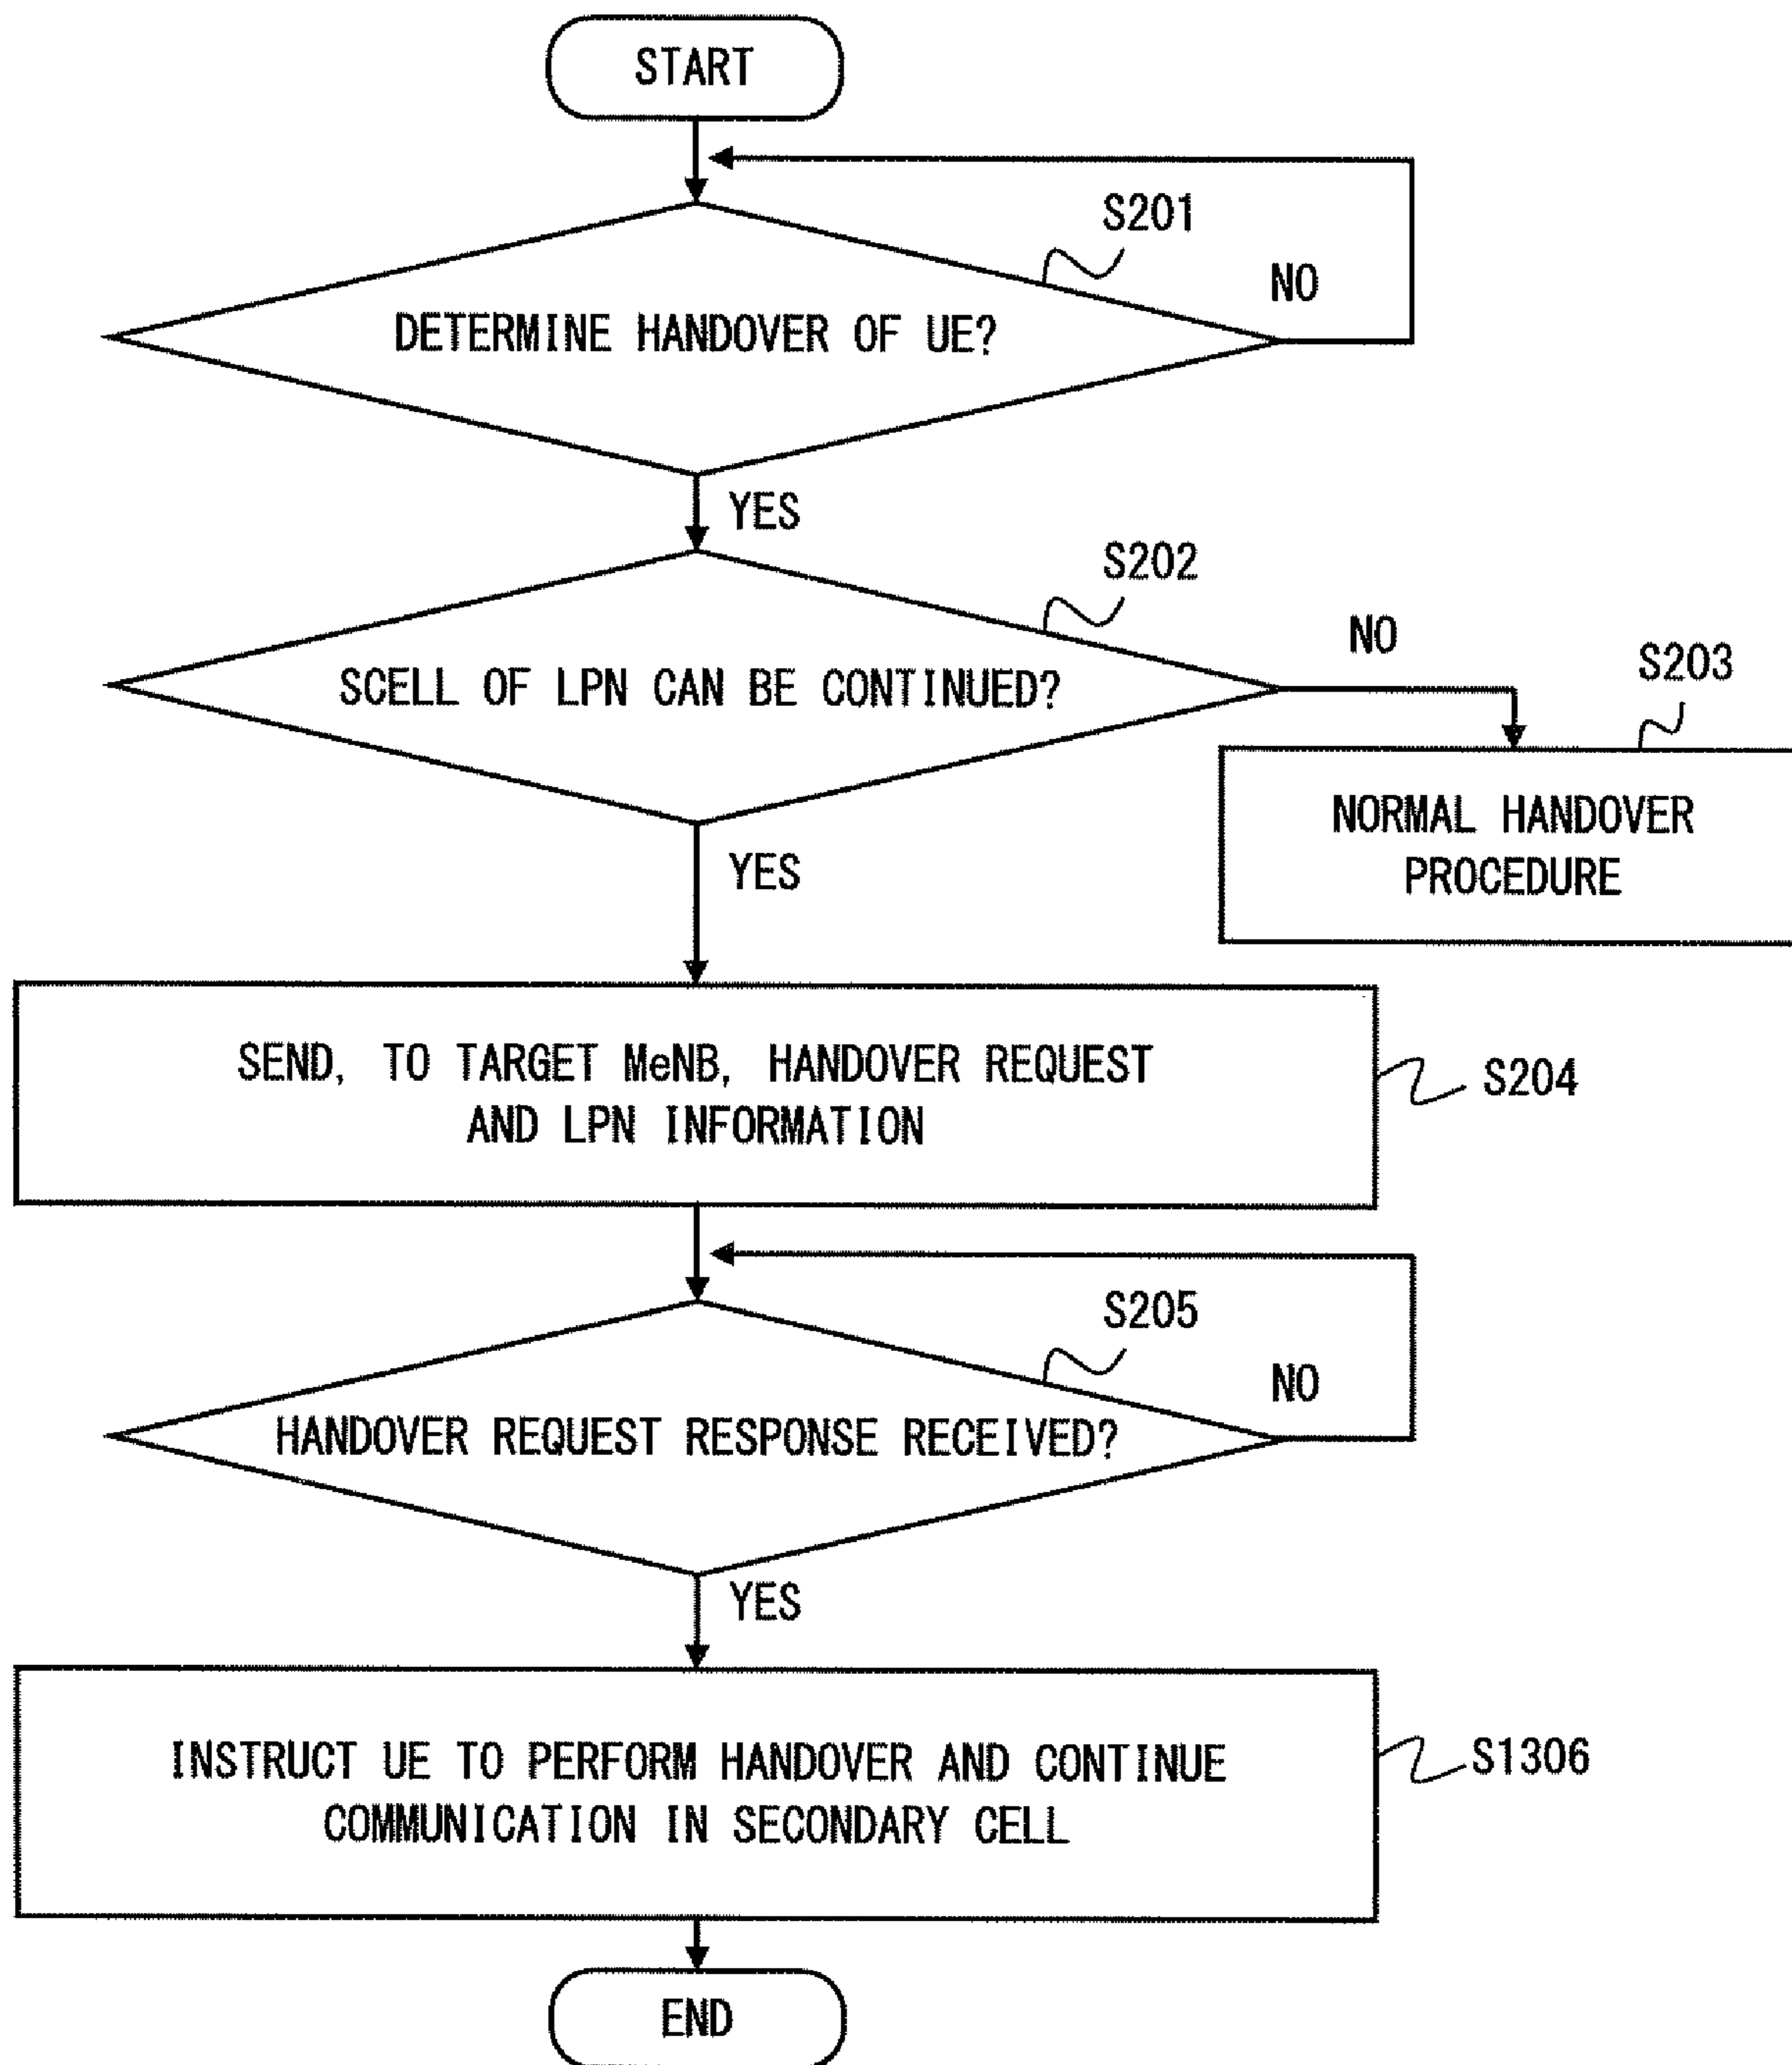 START
S201
NO
DETERMINE HANDOVER OF UE?
YES
S202
NO
S203
SCELL OF LPN CAN BE CONTINUED?
NORMAL HANDOVER
PROCEDURE
YES
SEND, TO TARGET MeNB, HANDOVER REQUEST
AND LPN INFORMATION
S204
S205
NO
HANDOVER REQUEST RESPONSE RECEIVED?
YES
INSTRUCT UE TO PERFORM HANDOVER AND CONTINUE
COMMUNICATION IN SECONDARY CELL
S1306
END